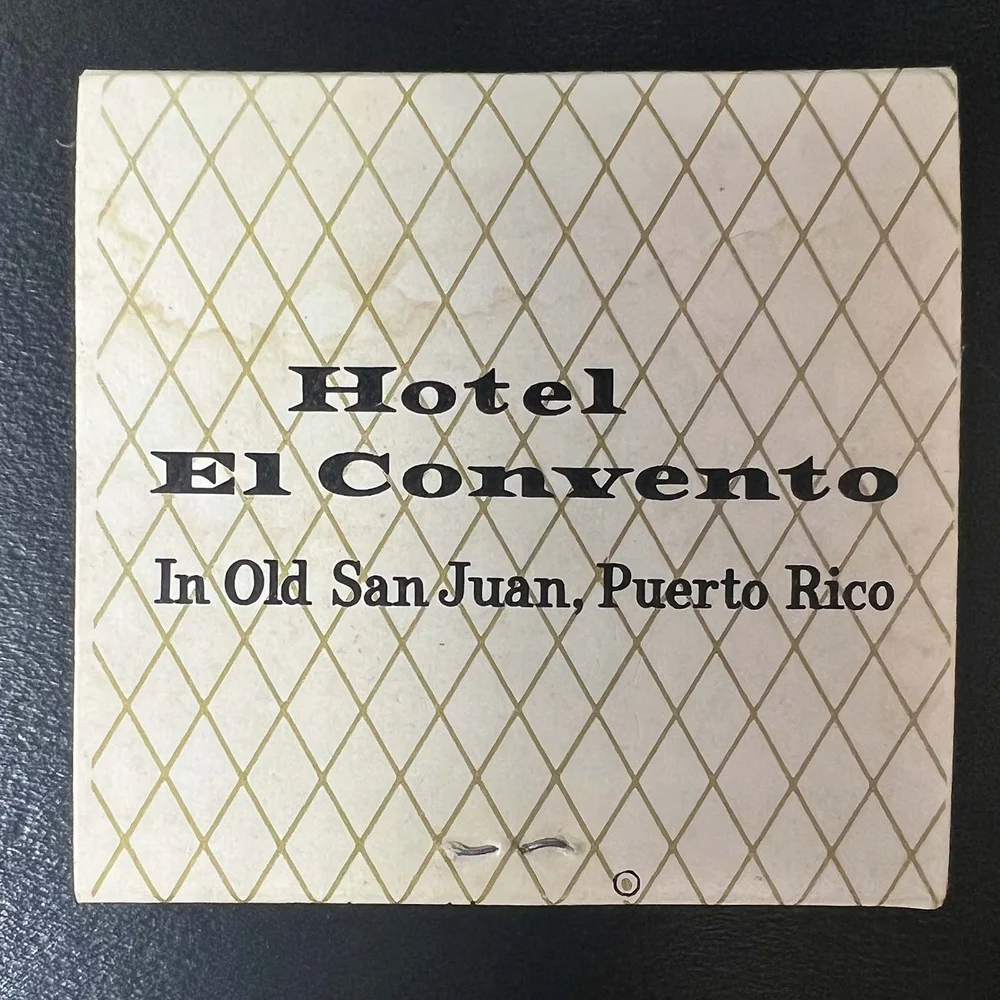 Hotel
El Convento
In Old San Juan, Puerto Rico